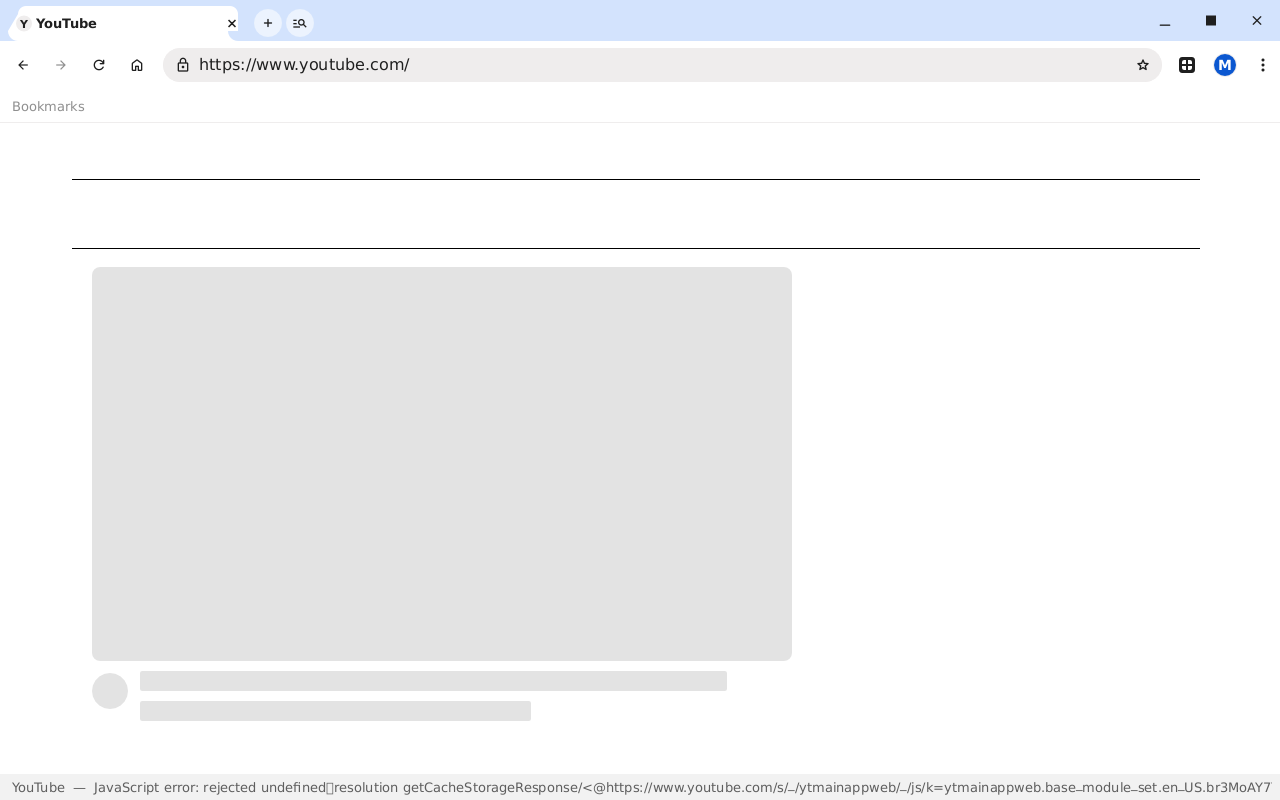 Y YouTube
https://www.youtube.com/
M
Bookmarks
YouTube — JavaScript error: rejected undefined▯resolution getCacheStorageResponse/<@https://www.youtube.com/s/_/ytmainappweb/_/js/k=ytmainappweb.base_module_set.en_US.br3MoAY7